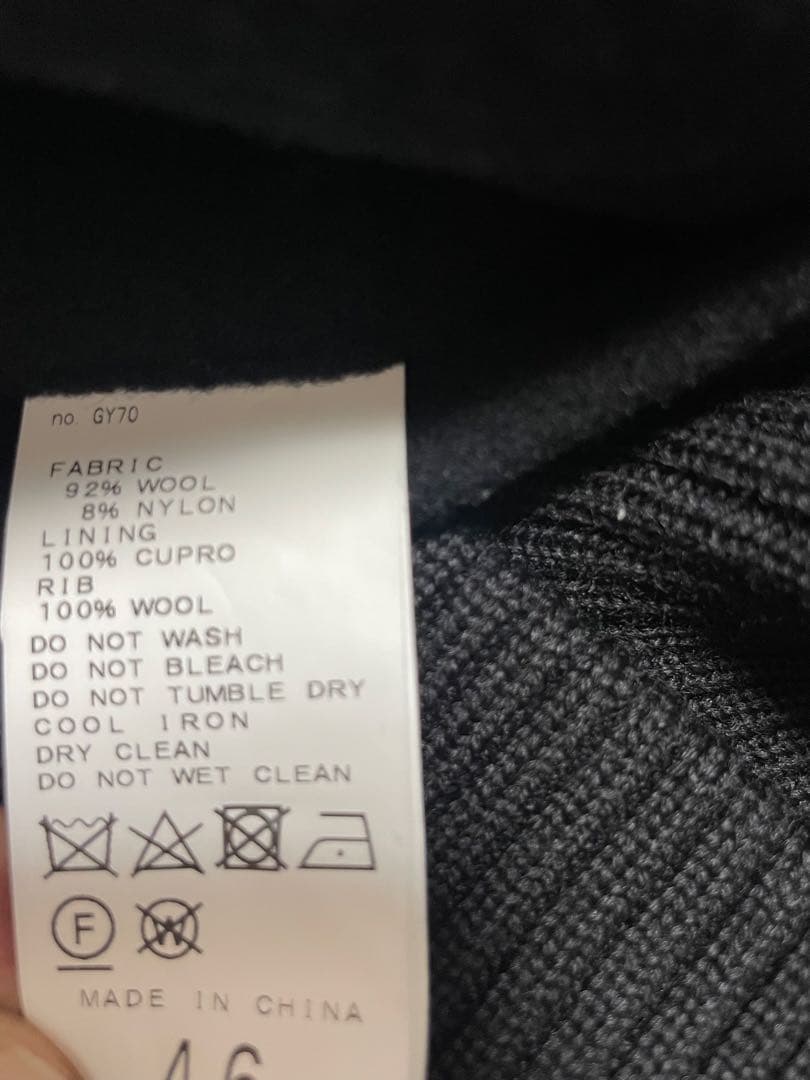 no. GY70
FABRIC
92% WOOL
8% NYLON
LINING
100% CUPRO
RIB
100% WOOL
DO NOT WASH
DO NOT BLEACH
DO NOT TUMBLE DRY
COOL IRON
DRY CLEAN
DO NOT WET CLEAN
F W
MADE IN CHINA
46